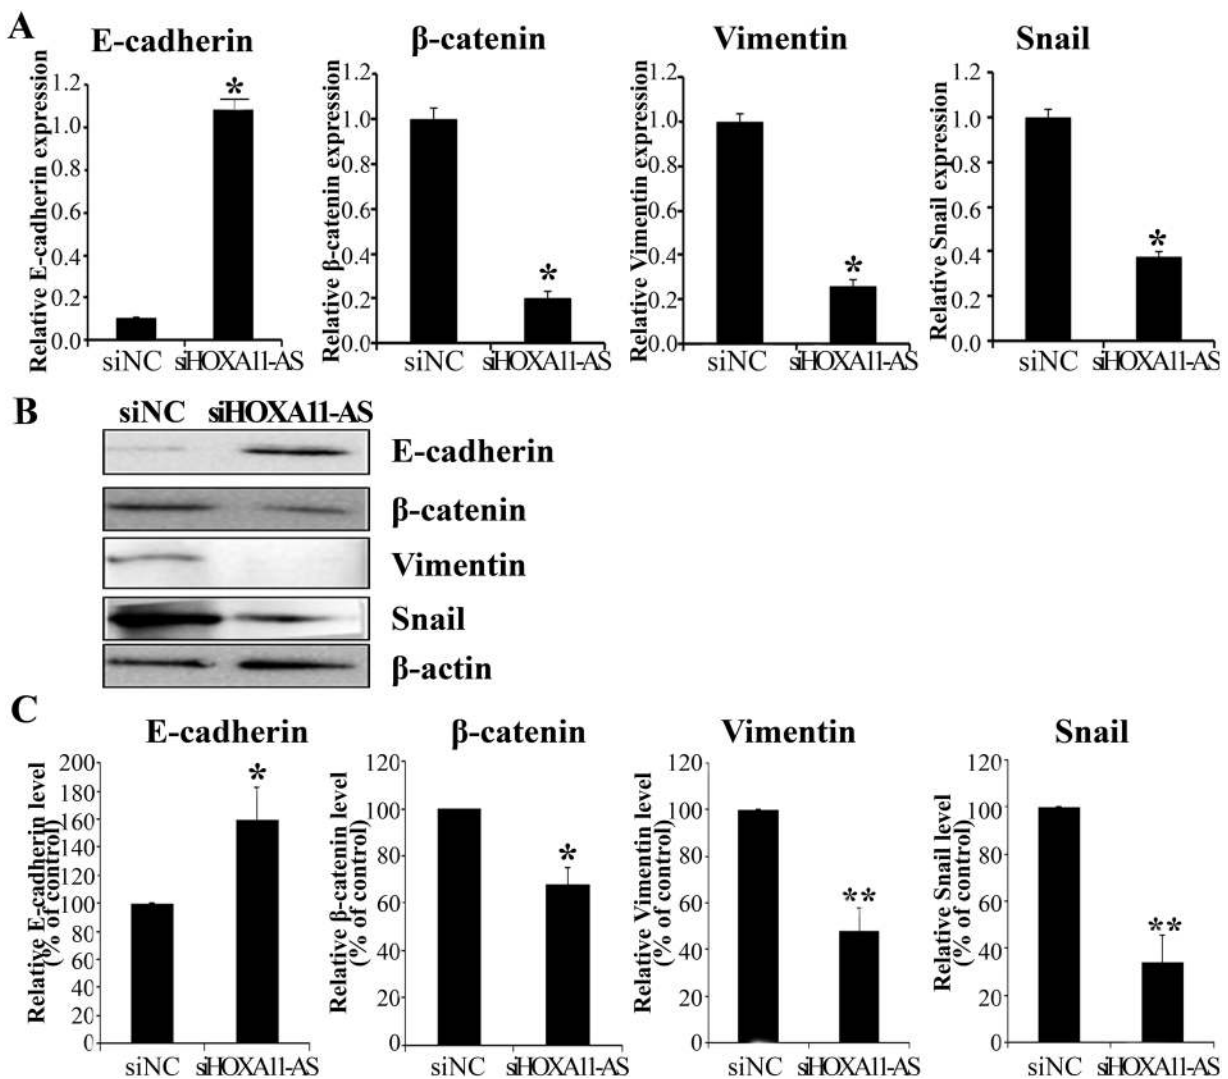 A
E-cadherin
β-catenin
Vimentin
Snail
Relative E-cadherin expression
1.2
1.0
0.8
0.6
0.4
0.2
0.0
*
siNC siHOXA11-AS
Relative β-catenin expression
1.2
1.0
0.8
0.6
0.4
0.2
0.0
*
siNC siHOXA11-AS
Relative Vimentin expression
1.2
1.0
0.8
0.6
0.4
0.2
0.0
*
siNC siHOXA11-AS
Relative Snail expression
1.2
1.0
0.8
0.6
0.4
0.2
0.0
*
siNC siHOXA11-AS
B
siNC siHOXA11-AS
E-cadherin
β-catenin
Vimentin
Snail
β-actin
C
E-cadherin
β-catenin
Vimentin
Snail
Relative E-cadherin level
(% of control)
200
180
160
140
120
100
80
60
40
20
0
*
siNC siHOXA11-AS
Relative β-catenin level
(% of control)
120
100
80
60
40
20
0
*
siNC siHOXA11-AS
Relative Vimentin level
(% of control)
120
100
80
60
40
20
0
**
siNC siHOXA11-AS
Relative Snail level
(% of control)
120
100
80
60
40
20
0
**
siNC siHOXA11-AS